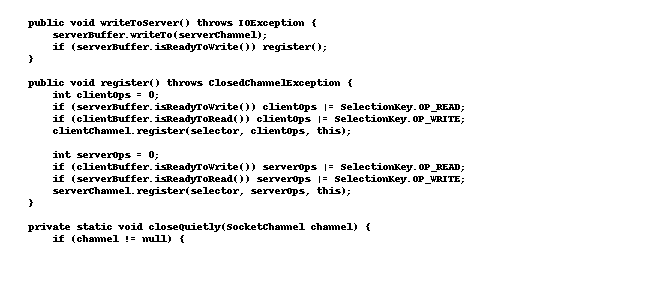 public void writeToServer() throws IOException {
    serverBuffer.writeTo(serverChannel);
    if (serverBuffer.isReadyToWrite()) register();
}

public void register() throws ClosedChannelException {
    int clientOps = 0;
    if (serverBuffer.isReadyToWrite()) clientOps |= SelectionKey.OP_READ;
    if (clientBuffer.isReadyToRead()) clientOps |= SelectionKey.OP_WRITE;
    clientChannel.register(selector, clientOps, this);

    int serverOps = 0;
    if (clientBuffer.isReadyToWrite()) serverOps |= SelectionKey.OP_READ;
    if (serverBuffer.isReadyToRead()) serverOps |= SelectionKey.OP_WRITE;
    serverChannel.register(selector, serverOps, this);
}

private static void closeQuietly(SocketChannel channel) {
    if (channel != null) {